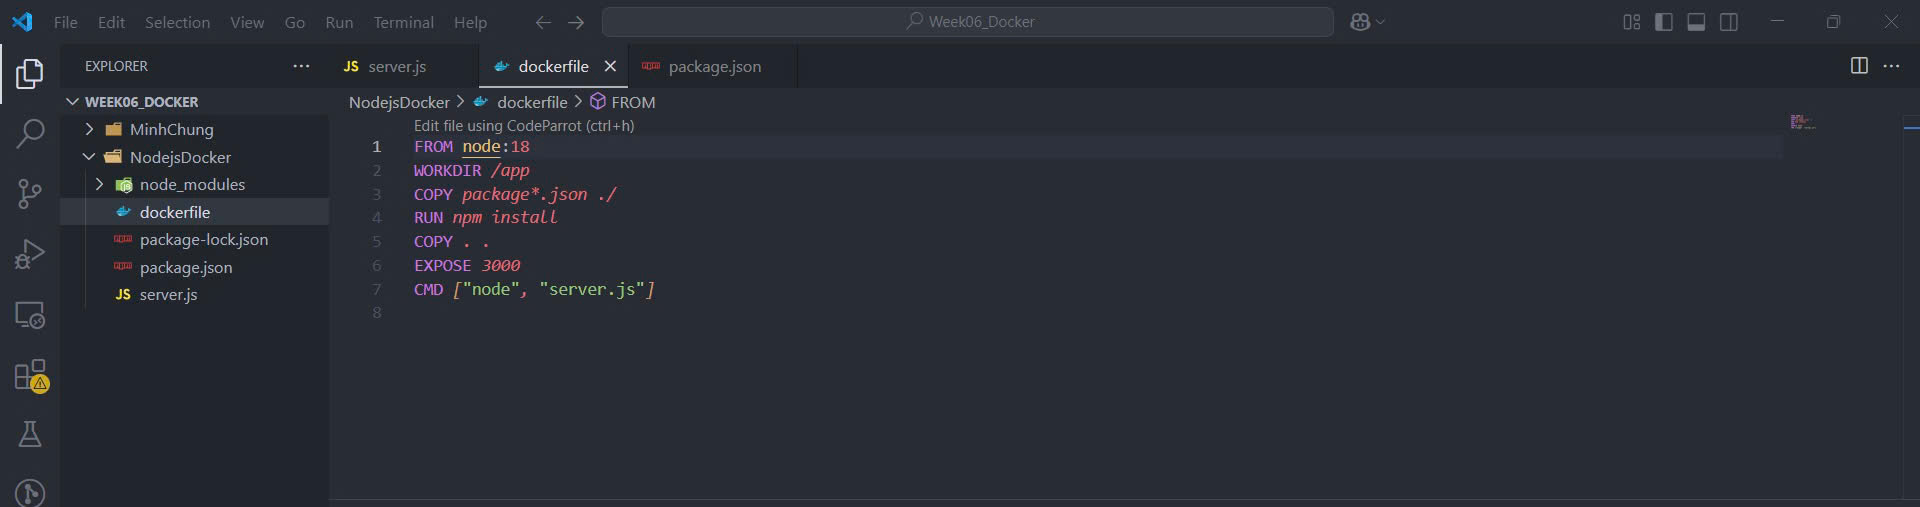 File Edit Selection View Go Run Terminal Help
Week06_Docker
EXPLORER
JS server.js
dockerfile
package.json
WEEK06_DOCKER
MinhChung
NodejsDocker
node_modules
dockerfile
package-lock.json
package.json
JS server.js
NodejsDocker > dockerfile > FROM
Edit file using CodeParrot (ctrl+h)
1 FROM node:18
2 WORKDIR /app
3 COPY package*.json ./
4 RUN npm install
5 COPY . .
6 EXPOSE 3000
7 CMD ["node", "server.js"]
8